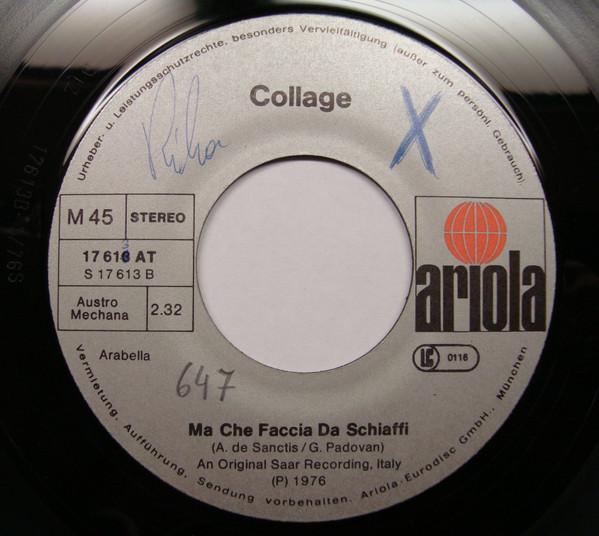 Urheber- u. Leistungsschutzrechte, besonders Vervielfältigung (außer zum persönl. Gebrauch).
Collage
X
M 45
STEREO
17 613 AT
S 17 613 B
Austro
Mechana
2.32
ariola
LC
0116
Arabella
647
Ma Che Faccia Da Schiaffi
(A. de Sanctis / G. Padovan)
An Original Saar Recording, Italy
(P) 1976
Vermietung, Aufführung, Sendung vorbehalten. Ariola-Eurodisc GmbH., München